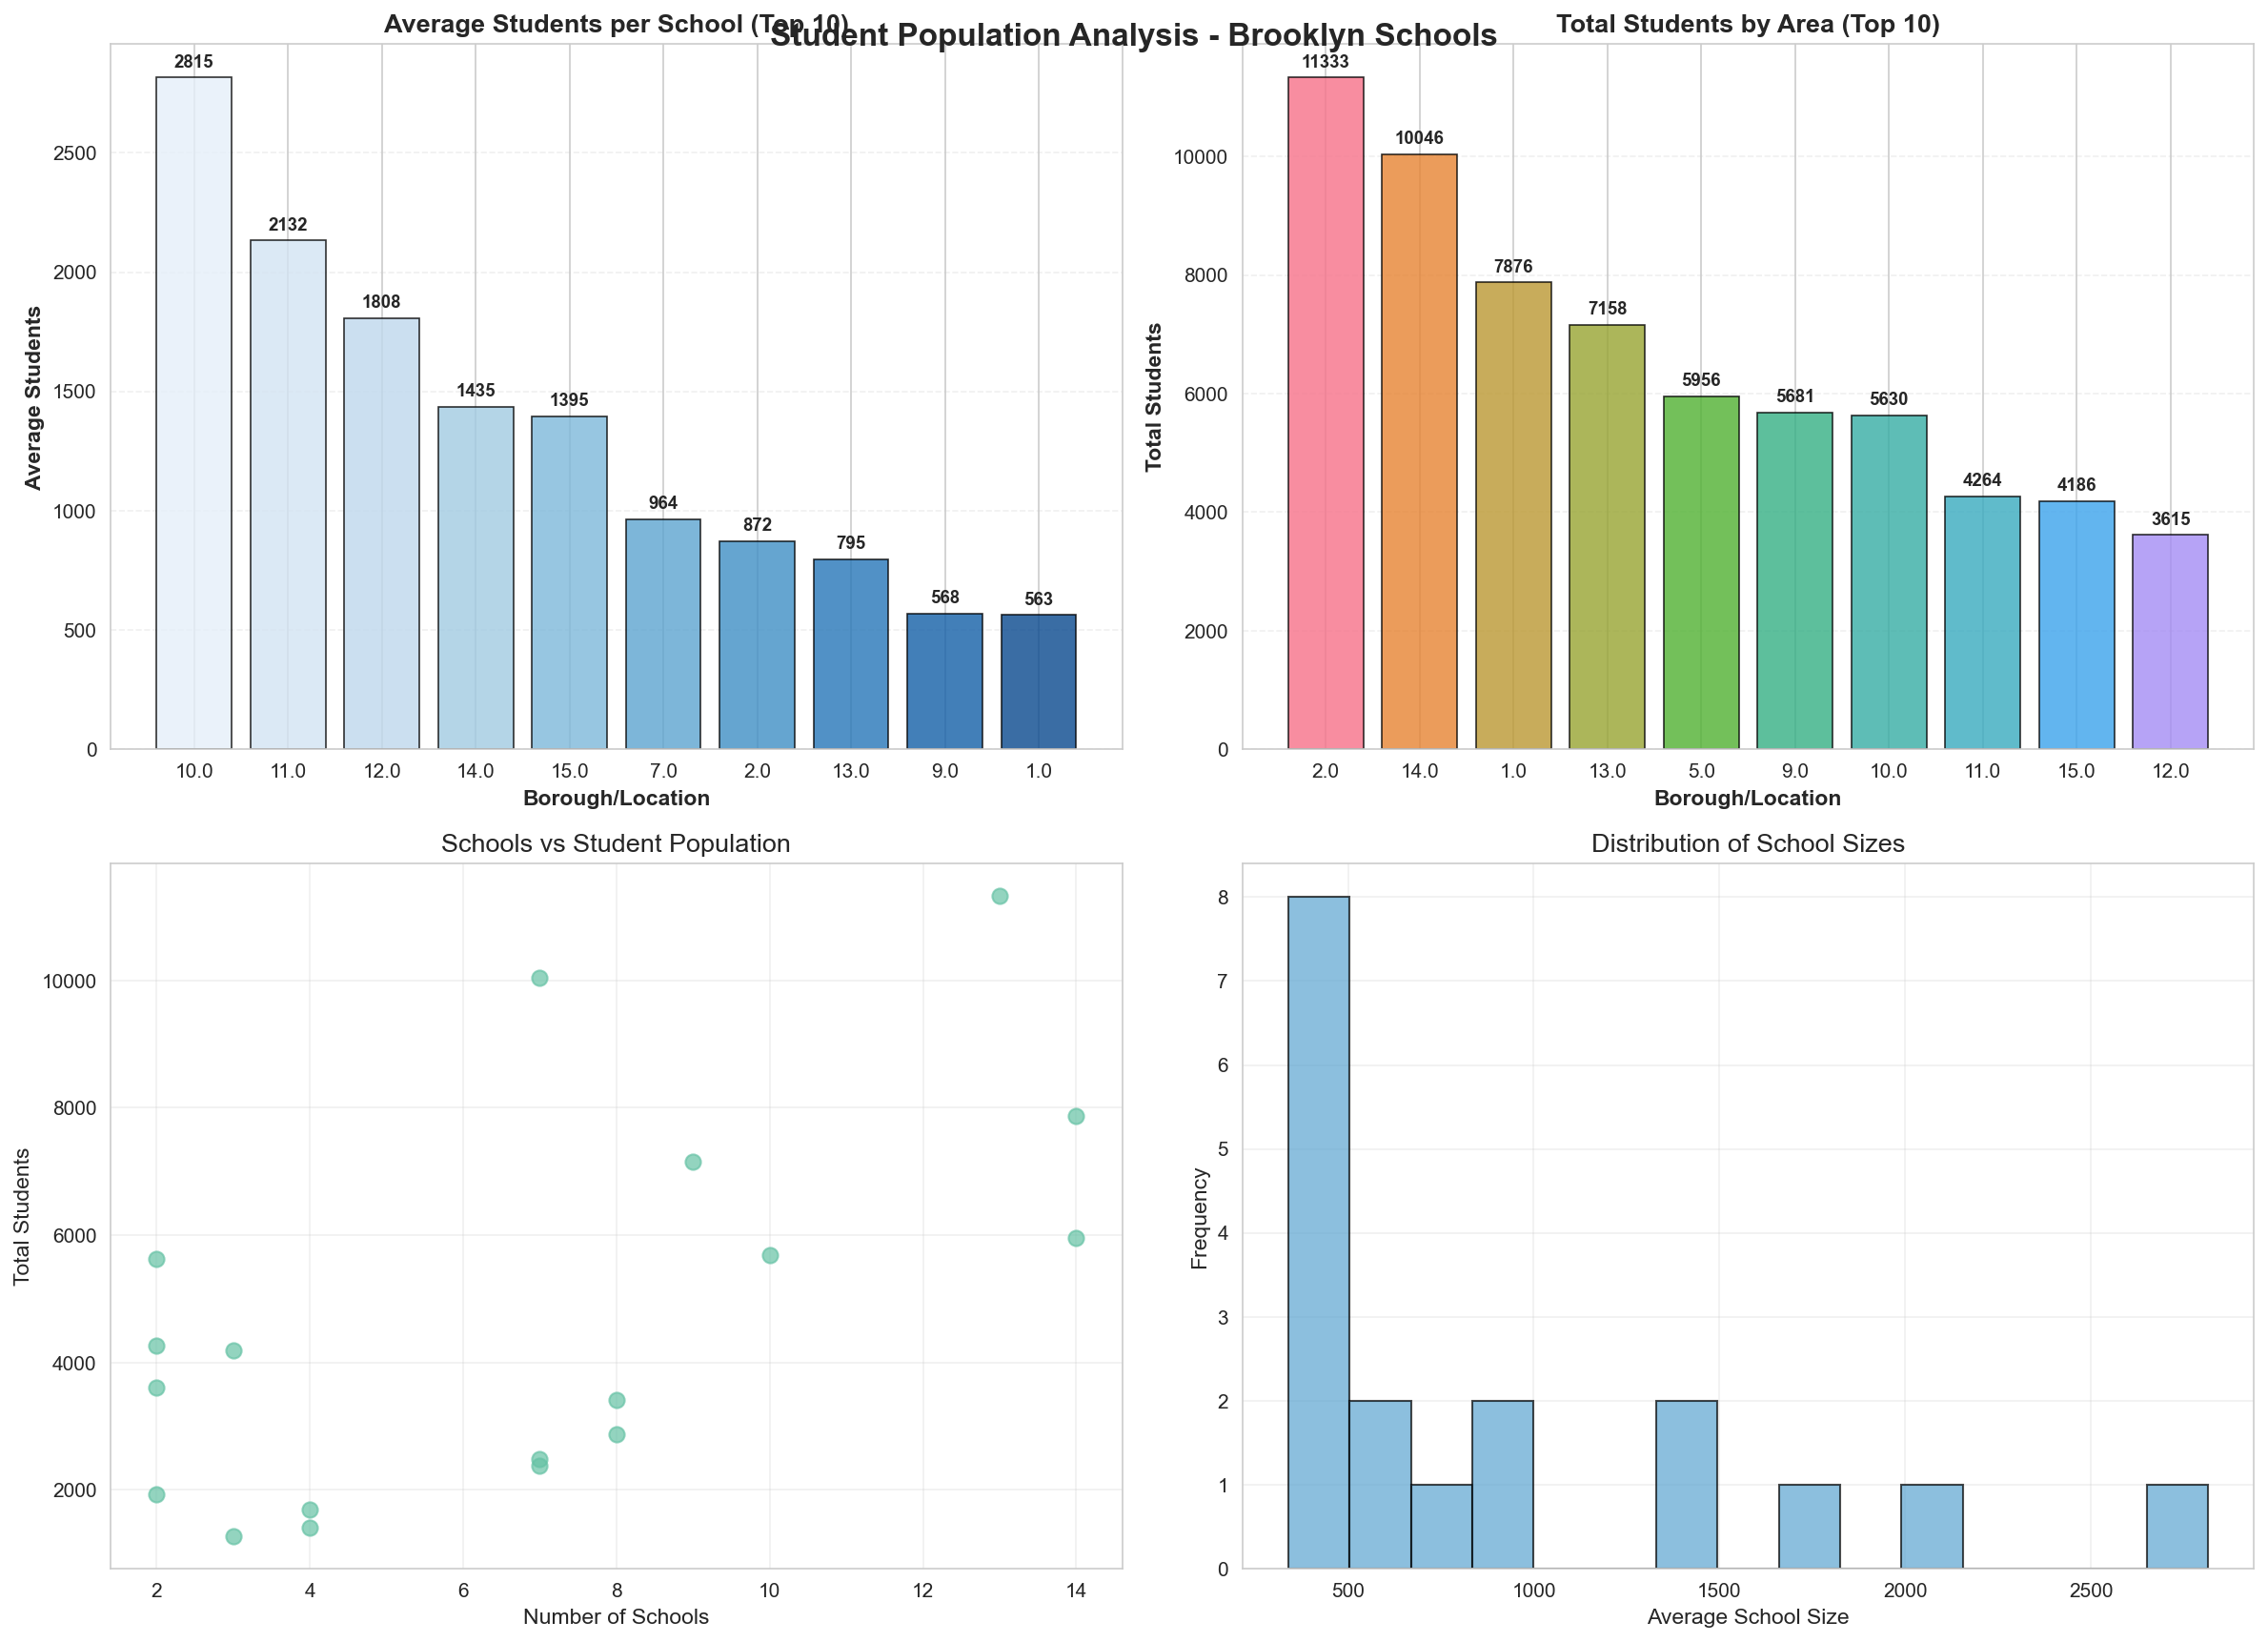 Student Population Analysis - Brooklyn Schools
Average Students per School (Top 10)
2815
2132
1808
1435
1395
964
872
795
568
563
2500
2000
1500
1000
500
0
Average Students
10.0 11.0 12.0 14.0 15.0 7.0 2.0 13.0 9.0 1.0
Borough/Location
Total Students by Area (Top 10)
11333
10046
7876
7158
5956
5681
5630
4264
4186
3615
10000
8000
6000
4000
2000
0
Total Students
2.0 14.0 1.0 13.0 5.0 9.0 10.0 11.0 15.0 12.0
Borough/Location
Schools vs Student Population
10000
8000
6000
4000
2000
Total Students
2 4 6 8 10 12 14
Number of Schools
Distribution of School Sizes
8
7
6
5
4
3
2
1
0
Frequency
500 1000 1500 2000 2500
Average School Size